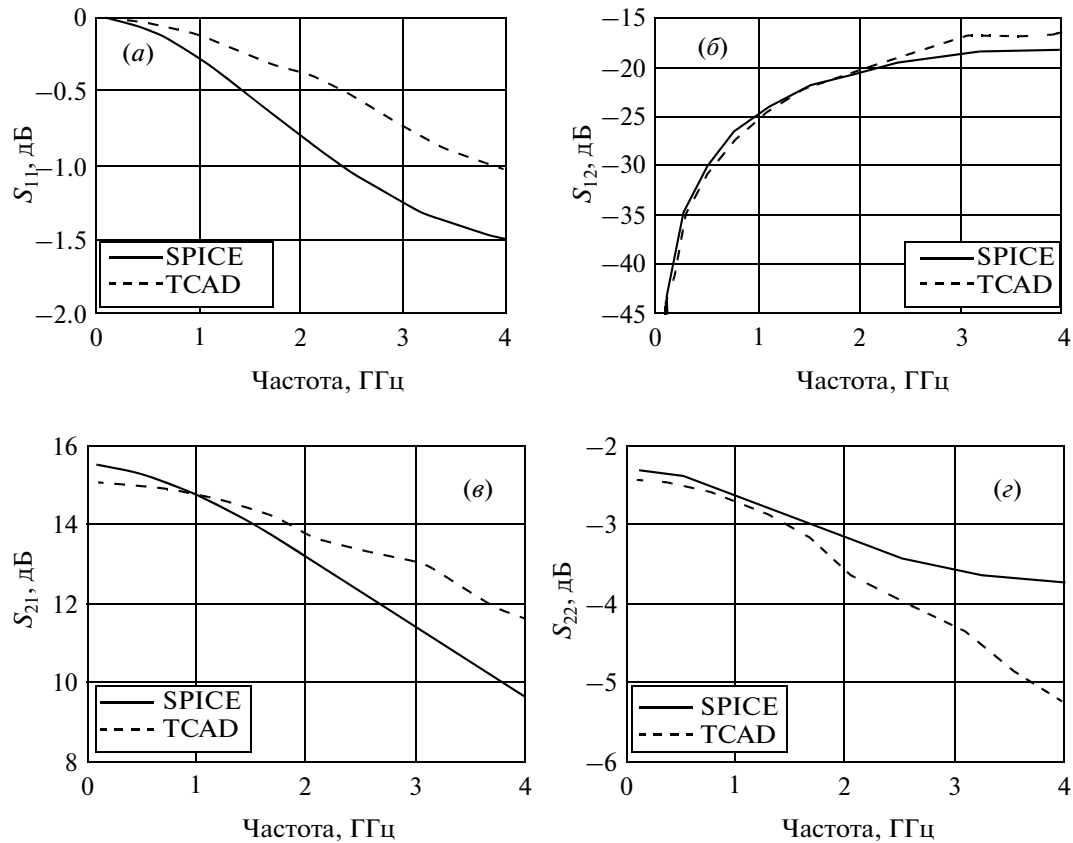 0
−0.5
−1.0
−1.5
−2.0
S11, дБ
(а)
SPICE
TCAD
0 1 2 3 4
Частота, ГГц
−15
−20
−25
−30
−35
−40
−45
S12, дБ
(б)
SPICE
TCAD
0 1 2 3 4
Частота, ГГц
16
14
12
10
8
S21, дБ
(в)
SPICE
TCAD
0 1 2 3 4
Частота, ГГц
−2
−3
−4
−5
−6
S22, дБ
(г)
SPICE
TCAD
0 1 2 3 4
Частота, ГГц